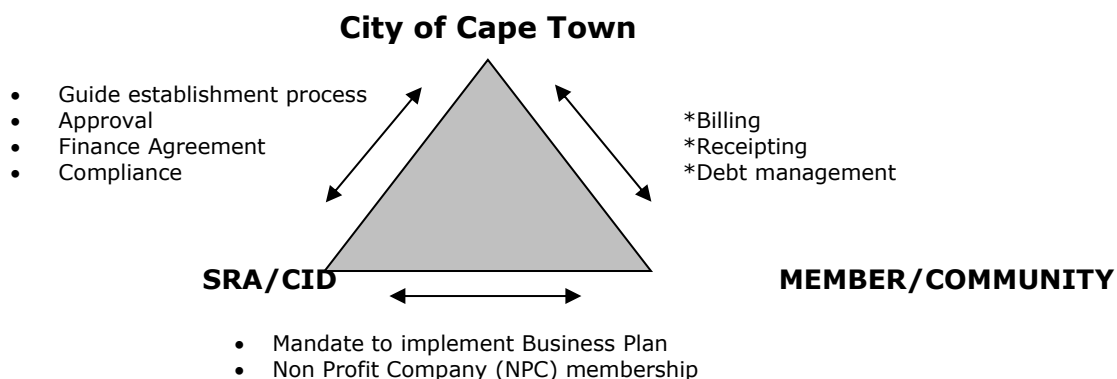 City of Cape Town
• Guide establishment process
• Approval
• Finance Agreement
• Compliance
*Billing
*Receipting
*Debt management
SRA/CID
MEMBER/COMMUNITY
• Mandate to implement Business Plan
• Non Profit Company (NPC) membership